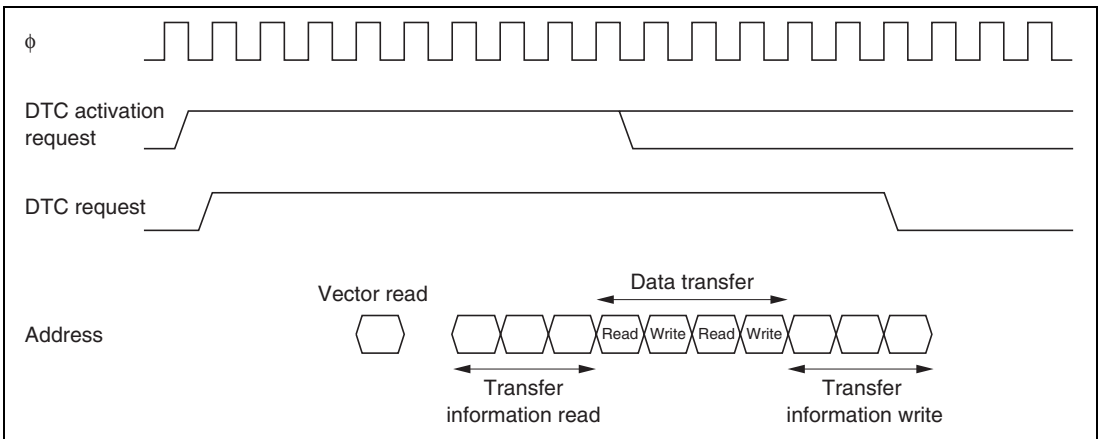 ϕ
DTC activation
request
DTC request
Data transfer
Vector read
Address
Read Write Read Write
Transfer
information read
Transfer
information write